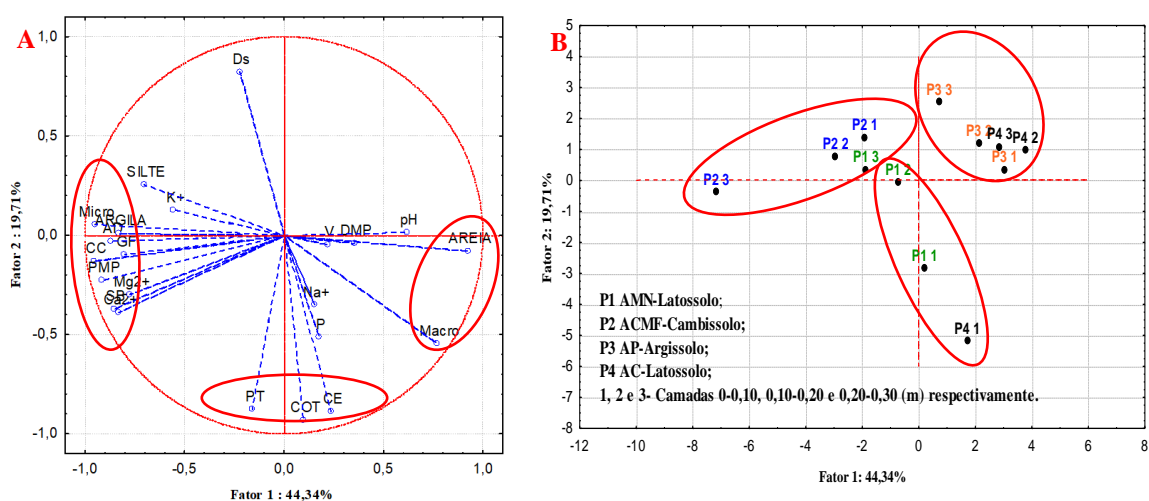 A
1,0
0,5
0,0
-0,5
-1,0
Fator 2 : 19,71%
Ds
SILTE
K+
Micro
ARGILA
GF
CC
PMP
Mg2+
pH
V
DMP
AREIA
Na+
P
Macro
PT
COT
CE
-1,0 -0,5 0,0 0,5 1,0
Fator 1 : 44,34%
B
5
4
3
2
1
0
-1
-2
-3
-4
-5
-6
-7
-8
Fator 2: 19,71%
P3 3
P2 1
P2 2
P1 3
P2 3
P1 2
P3 2
P4 3
P4 2
P3 1
P1 1
P4 1
P1 AMN-Latossolo;
P2 ACMF-Cambissolo;
P3 AP-Argissolo;
P4 AC-Latossolo;
1, 2 e 3- Camadas 0-0,10, 0,10-0,20 e 0,20-0,30 (m) respectivamente.
-12 -10 -8 -6 -4 -2 0 2 4 6 8
Fator 1: 44,34%